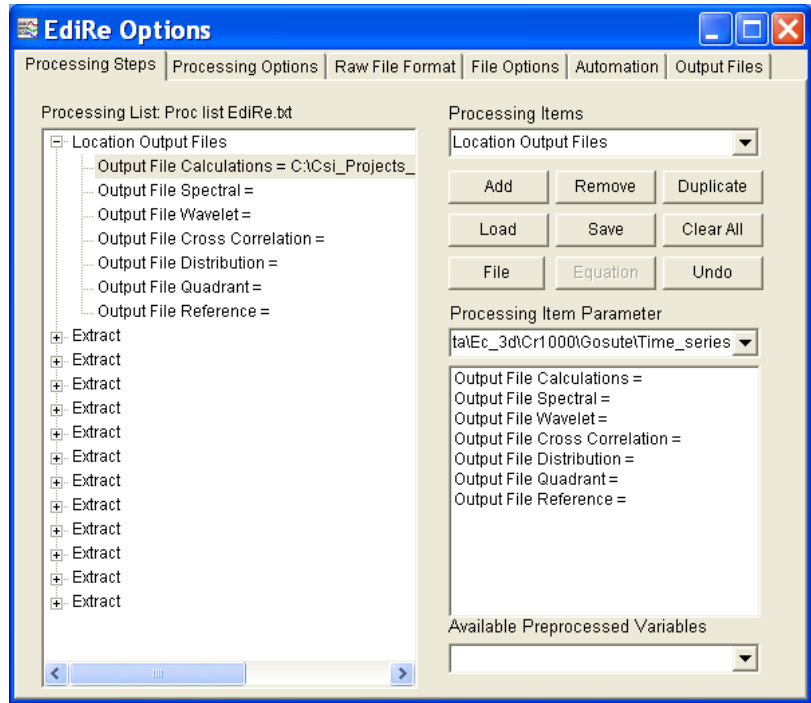 EdiRe Options
Processing Steps
Processing Options
Raw File Format
File Options
Automation
Output Files
Processing List: Proc list EdiRe.txt
Location Output Files
Output File Calculations = C:\Csi_Projects_
Output File Spectral =
Output File Wavelet =
Output File Cross Correlation =
Output File Distribution =
Output File Quadrant =
Output File Reference =
Extract
Extract
Extract
Extract
Extract
Extract
Extract
Extract
Extract
Extract
Extract
Extract
Processing Items
Location Output Files
Add
Remove
Duplicate
Load
Save
Clear All
File
Equation
Undo
Processing Item Parameter
ta\Ec_3d\Cr1000\Gosute\Time_series
Output File Calculations =
Output File Spectral =
Output File Wavelet =
Output File Cross Correlation =
Output File Distribution =
Output File Quadrant =
Output File Reference =
Available Preprocessed Variables